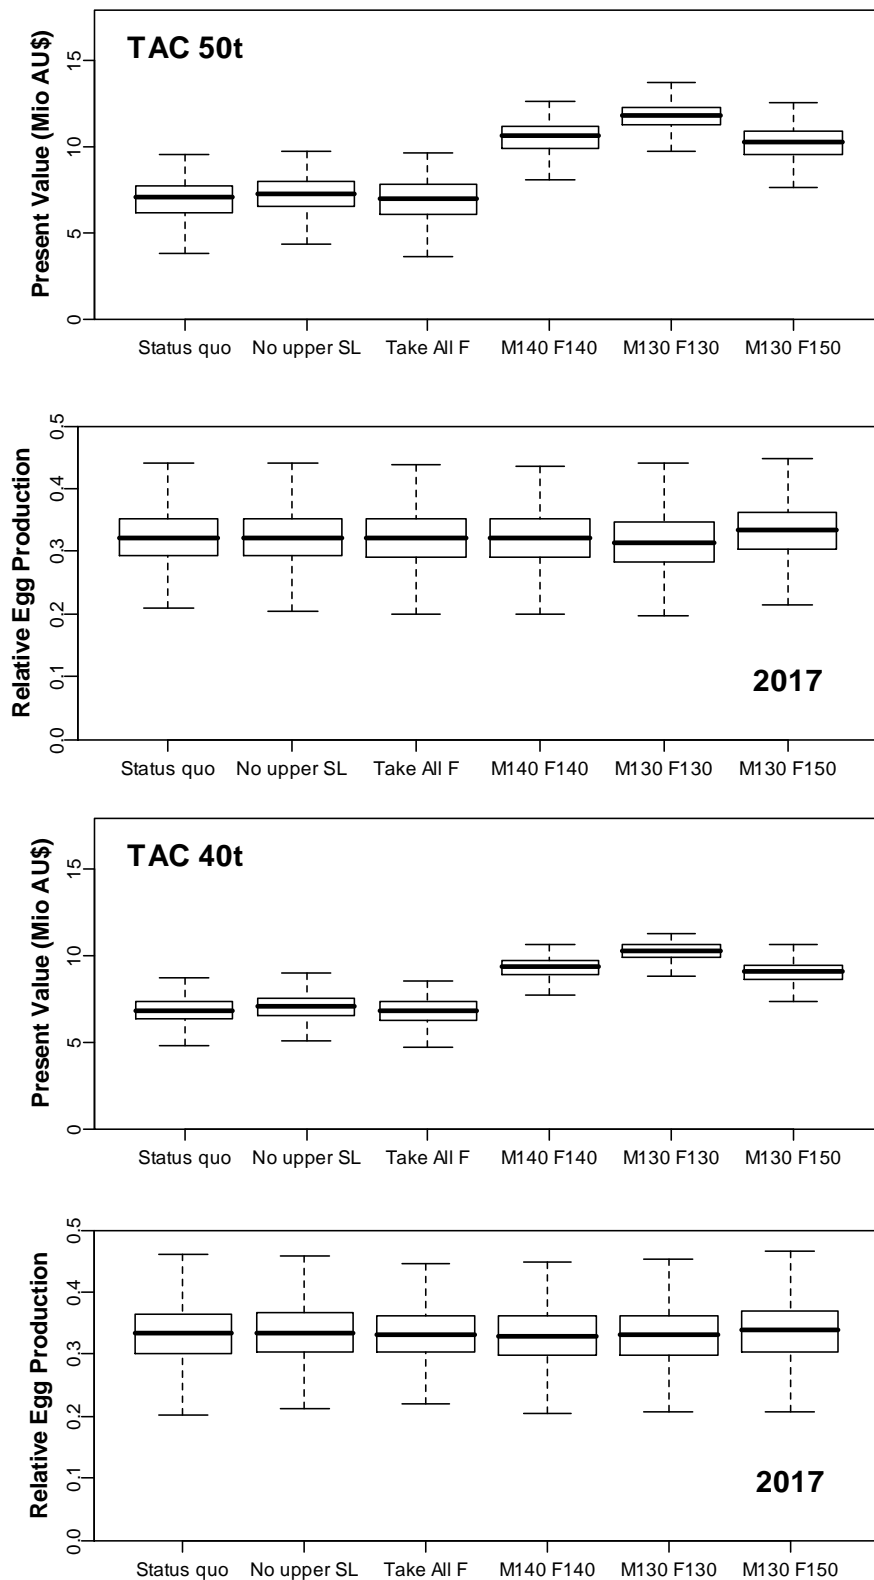 TAC 50t
Present Value (Mio AU$)
15
10
5
0
Status quo No upper SL Take All F M140 F140 M130 F130 M130 F150
Relative Egg Production
0.5
0.4
0.3
0.2
0.1
0.0
2017
Status quo No upper SL Take All F M140 F140 M130 F130 M130 F150
TAC 40t
Present Value (Mio AU$)
15
10
5
0
Status quo No upper SL Take All F M140 F140 M130 F130 M130 F150
Relative Egg Production
0.5
0.4
0.3
0.2
0.1
0.0
2017
Status quo No upper SL Take All F M140 F140 M130 F130 M130 F150